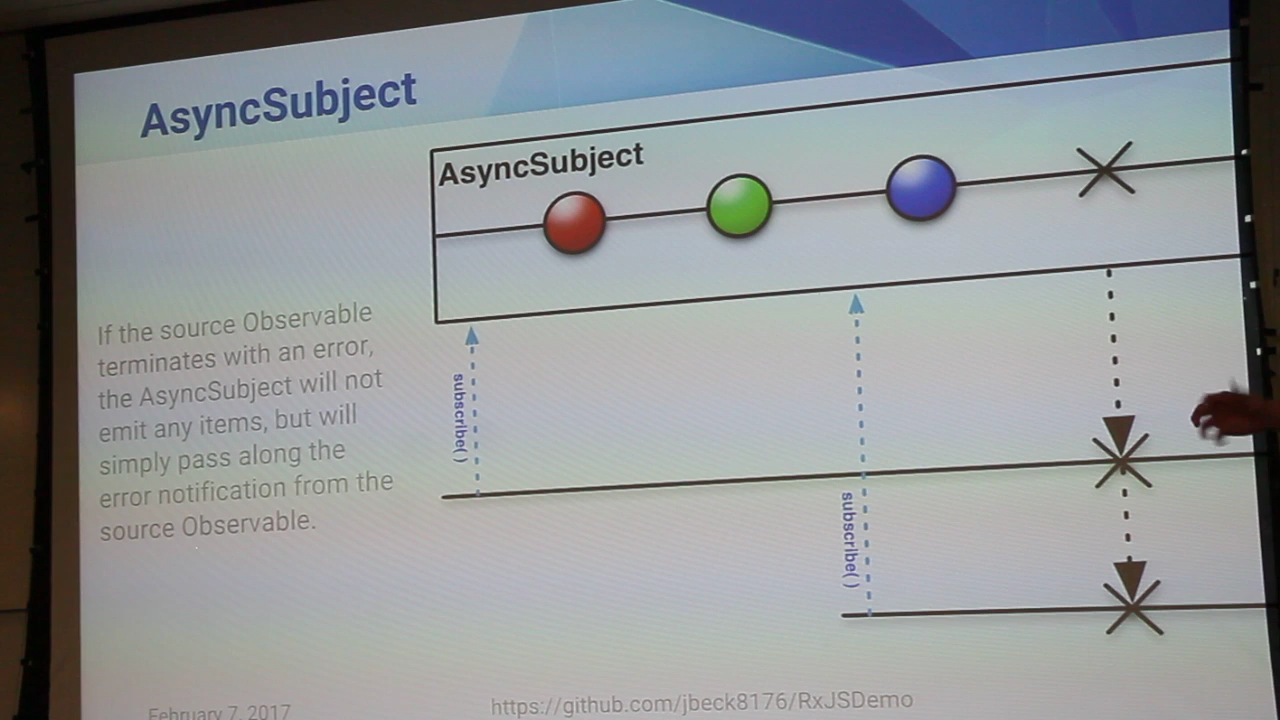 AsyncSubject
AsyncSubject
If the source Observable
terminates with an error,
the AsyncSubject will not
emit any items, but will
simply pass along the
error notification from the
source Observable.
subscribe( )
subscribe( )
February 7, 2017
https://github.com/jbeck8176/RxJSDemo